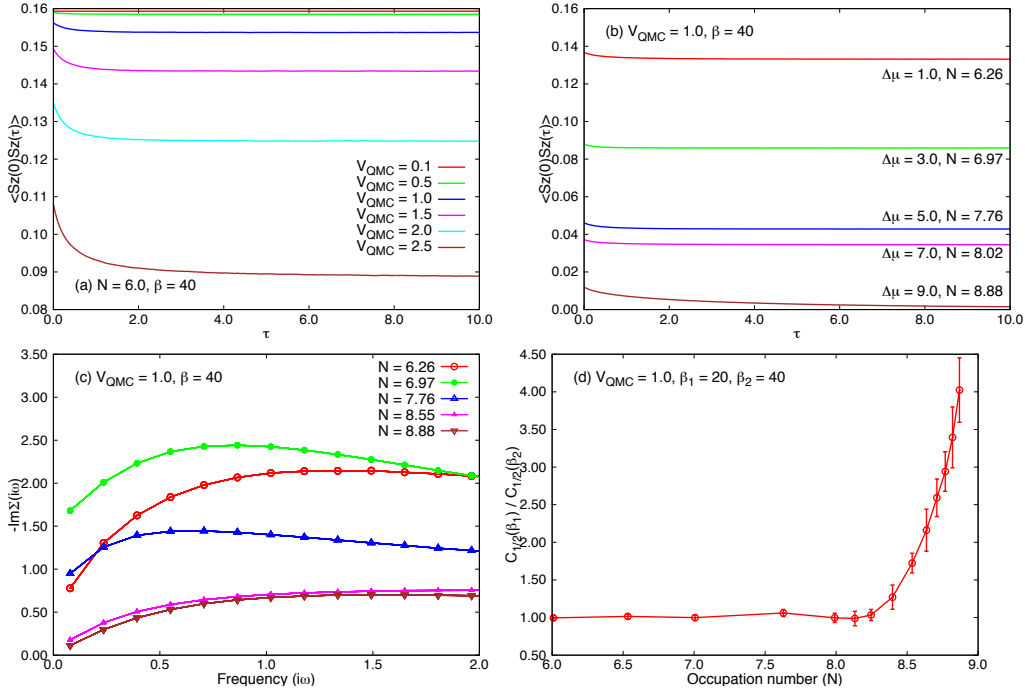 0.16
0.15
0.14
0.13
0.12
0.11
0.10
0.09
0.08
<Sz(0)Sz(τ)>
V_QMC = 0.1
V_QMC = 0.5
V_QMC = 1.0
V_QMC = 1.5
V_QMC = 2.0
V_QMC = 2.5
(a) N = 6.0, β = 40
0.0 2.0 4.0 6.0 8.0 10.0
τ
0.16
0.14
0.12
0.10
0.08
0.06
0.04
0.02
0.00
<Sz(0)Sz(τ)>
(b) V_QMC = 1.0, β = 40
Δμ = 1.0, N = 6.26
Δμ = 3.0, N = 6.97
Δμ = 5.0, N = 7.76
Δμ = 7.0, N = 8.02
Δμ = 9.0, N = 8.88
0.0 2.0 4.0 6.0 8.0 10.0
τ
3.50
3.00
2.50
2.00
1.50
1.00
0.50
0.00
-ImΣ(iω)
(c) V_QMC = 1.0, β = 40
N = 6.26
N = 6.97
N = 7.76
N = 8.55
N = 8.88
0.0 0.5 1.0 1.5 2.0
Frequency (iω)
4.50
4.00
3.50
3.00
2.50
2.00
1.50
1.00
0.50
C_1/2(β_1) / C_1/2(β_2)
(d) V_QMC = 1.0, β_1 = 20, β_2 = 40
6.0 6.5 7.0 7.5 8.0 8.5 9.0
Occupation number (N)